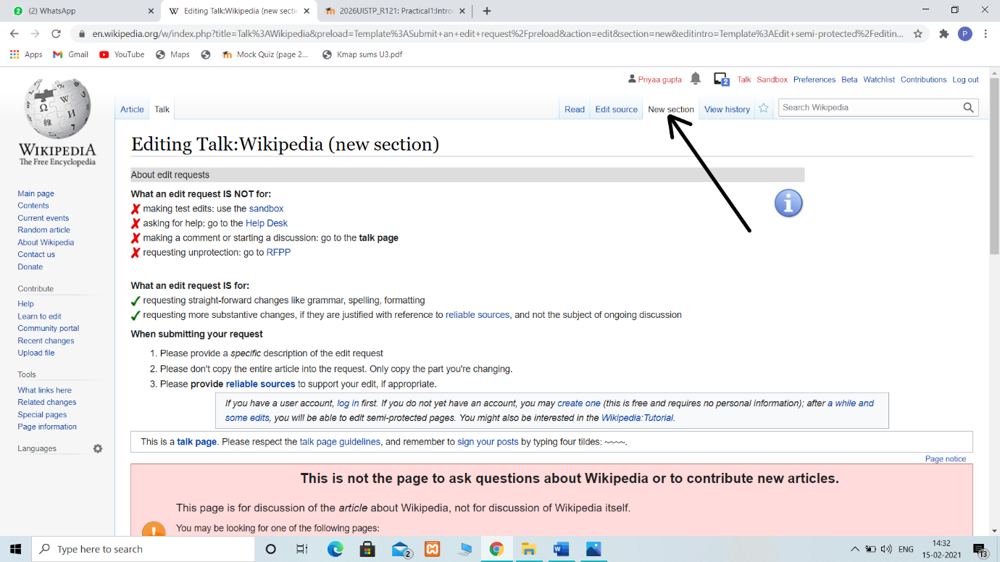 2 (2) WhatsApp
W Editing Talk:Wikipedia (new secti
2026UISTP_R121: Practical1:Intro
en.wikipedia.org/w/index.php?title=Talk%3AWikipedia&preload=Template%3ASubmit+an+edit+request%2Fpreload&action=edit&section=new&editintro=Template%3AEdit+semi-protected%2Feditin...
P
Apps Gmail YouTube Maps Mock Quiz (page 2... Kmap sums U3.pdf
Priyaa gupta 2 Talk Sandbox Preferences Beta Watchlist Contributions Log out
Article Talk Read Edit source New section View history Search Wikipedia
WIKIPEDIA
The Free Encyclopedia
Main page
Contents
Current events
Random article
About Wikipedia
Contact us
Donate
Contribute
Help
Learn to edit
Community portal
Recent changes
Upload file
Tools
What links here
Related changes
Special pages
Page information
Languages
Editing Talk:Wikipedia (new section)
About edit requests
What an edit request IS NOT for:
✗ making test edits: use the sandbox
✗ asking for help: go to the Help Desk
✗ making a comment or starting a discussion: go to the talk page
✗ requesting unprotection: go to RFPP
What an edit request IS for:
✓ requesting straight-forward changes like grammar, spelling, formatting
✓ requesting more substantive changes, if they are justified with reference to reliable sources, and not the subject of ongoing discussion
When submitting your request
1. Please provide a specific description of the edit request
2. Please don't copy the entire article into the request. Only copy the part you're changing.
3. Please provide reliable sources to support your edit, if appropriate.
If you have a user account, log in first. If you do not yet have an account, you may create one (this is free and requires no personal information); after a while and
some edits, you will be able to edit semi-protected pages. You might also be interested in the Wikipedia:Tutorial.
This is a talk page. Please respect the talk page guidelines, and remember to sign your posts by typing four tildes: ~~~~.
Page notice
This is not the page to ask questions about Wikipedia or to contribute new articles.
This page is for discussion of the article about Wikipedia, not for discussion of Wikipedia itself.
You may be looking for one of the following pages:
Type here to search
2
ENG
14:32
15-02-2021
13